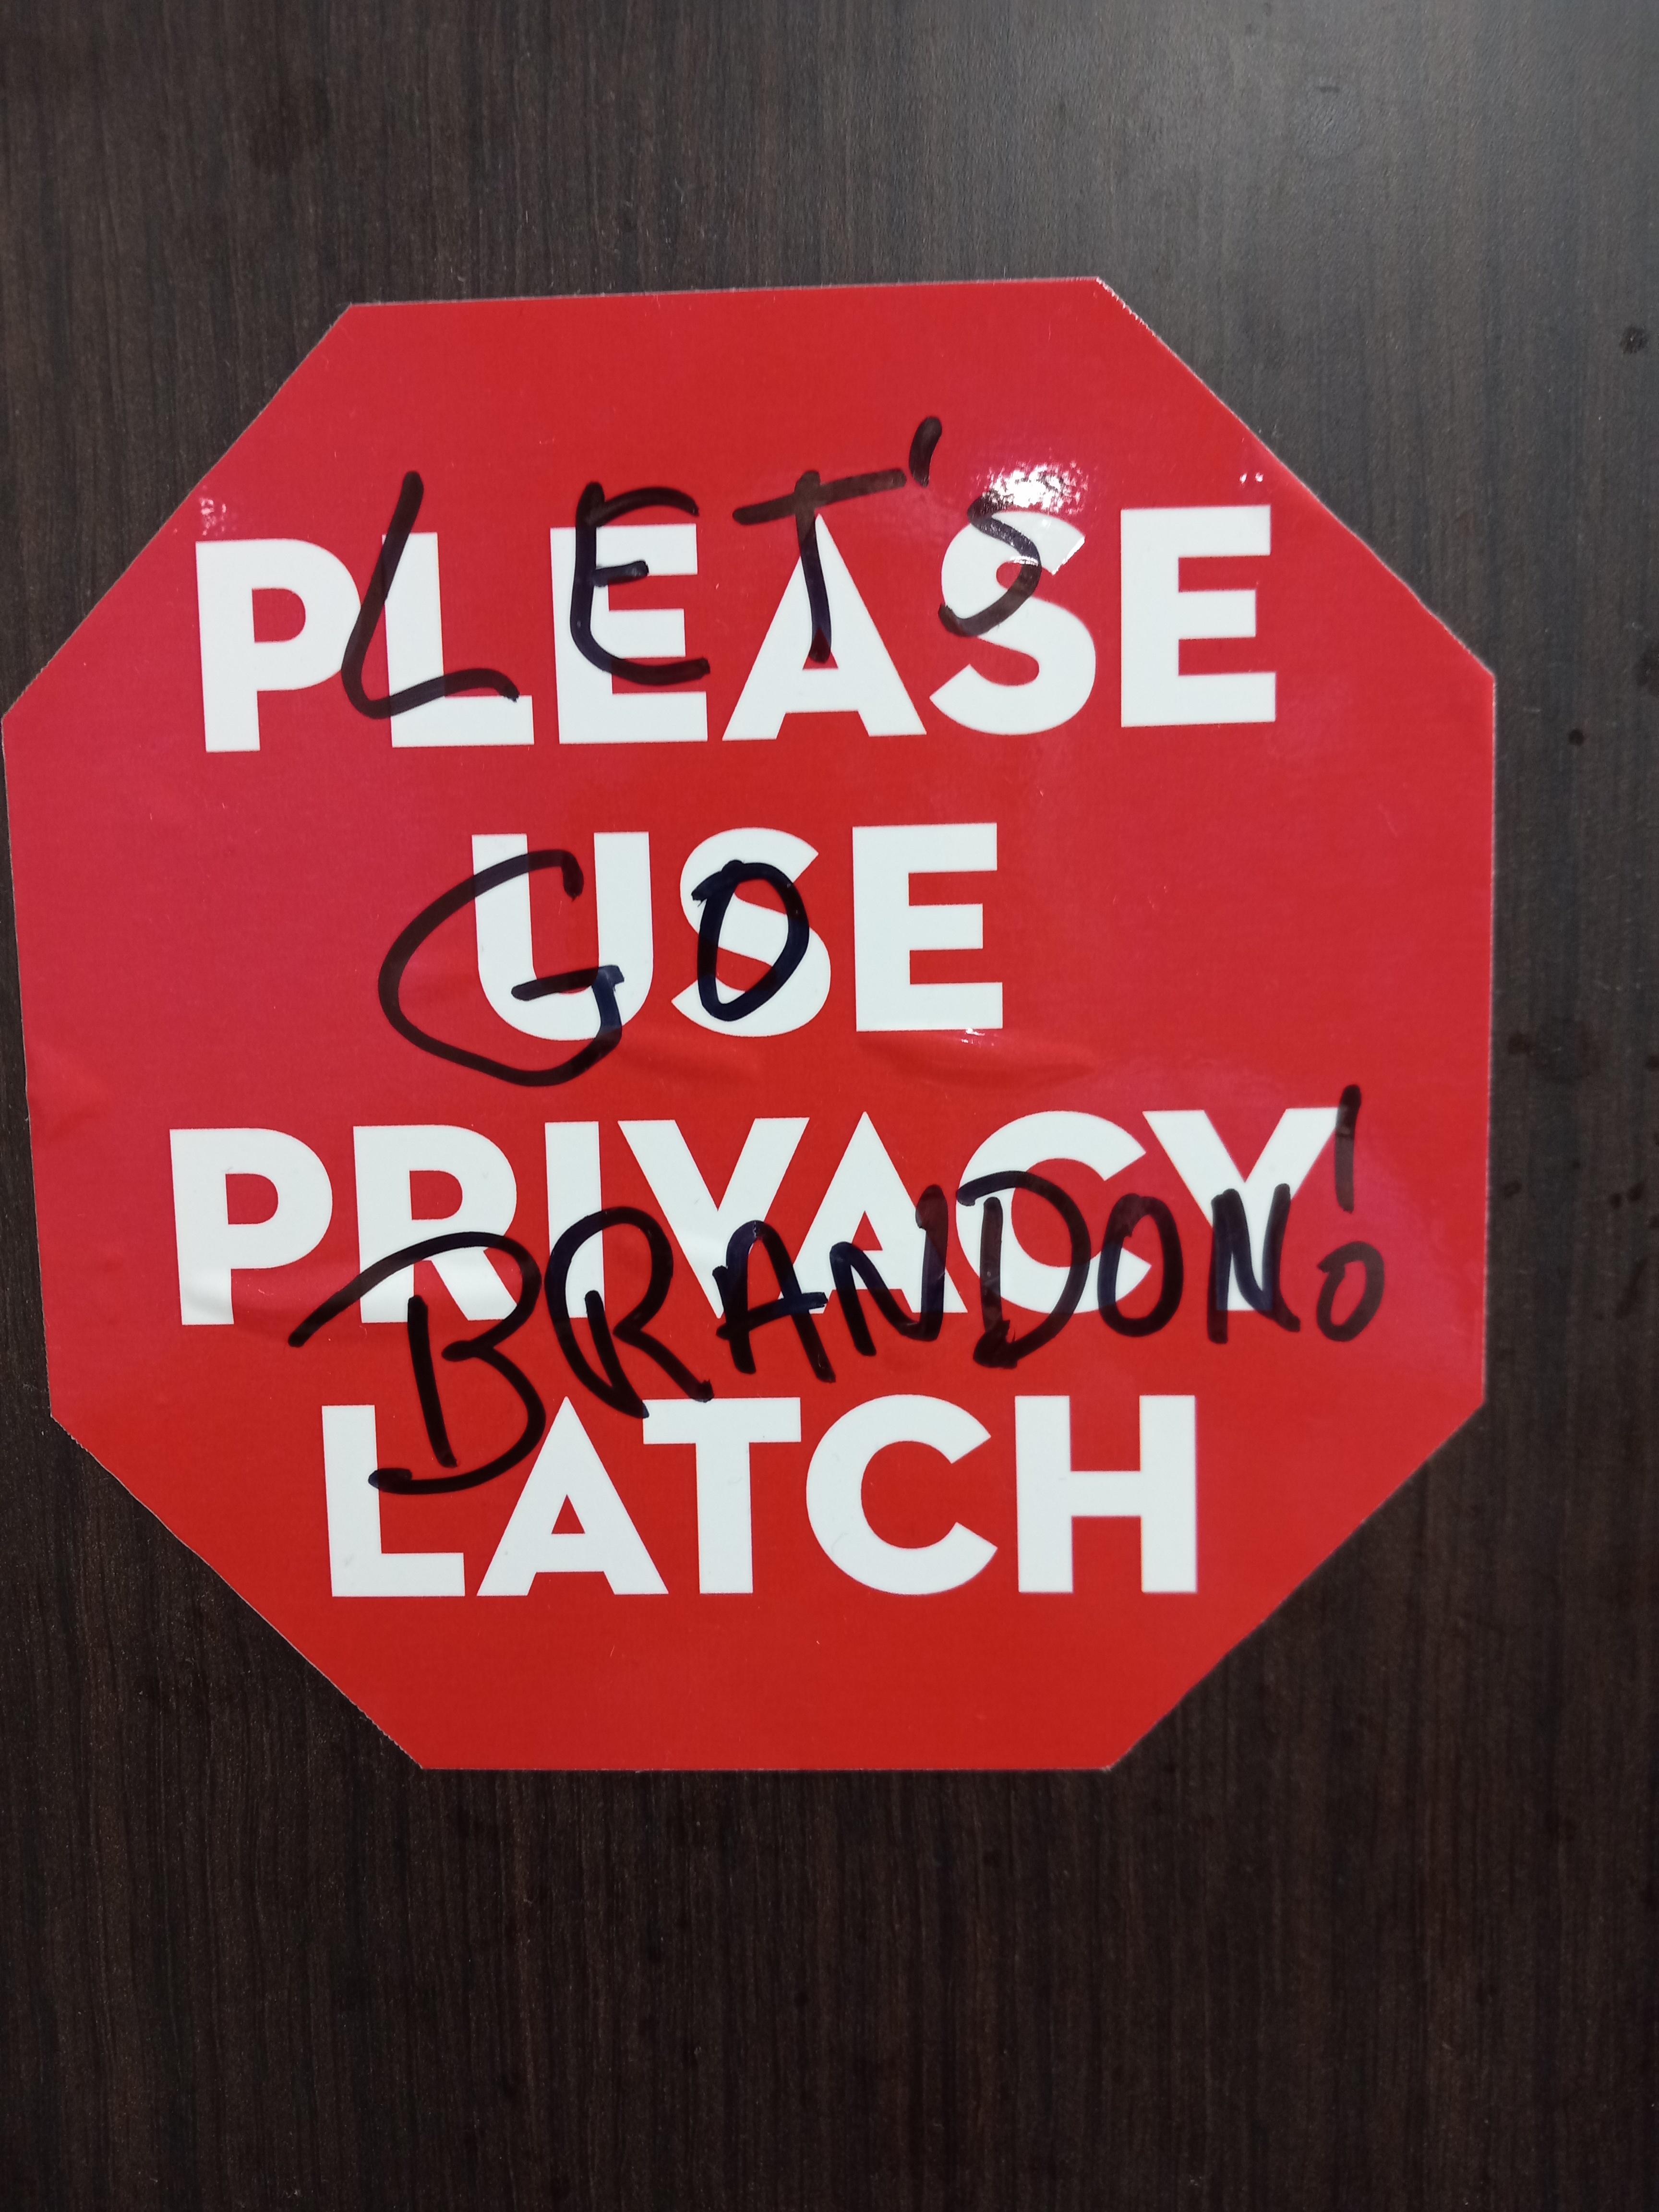 PLEASE
USE
PRIVACY
LATCH
LET'S
GO
BRANDON!